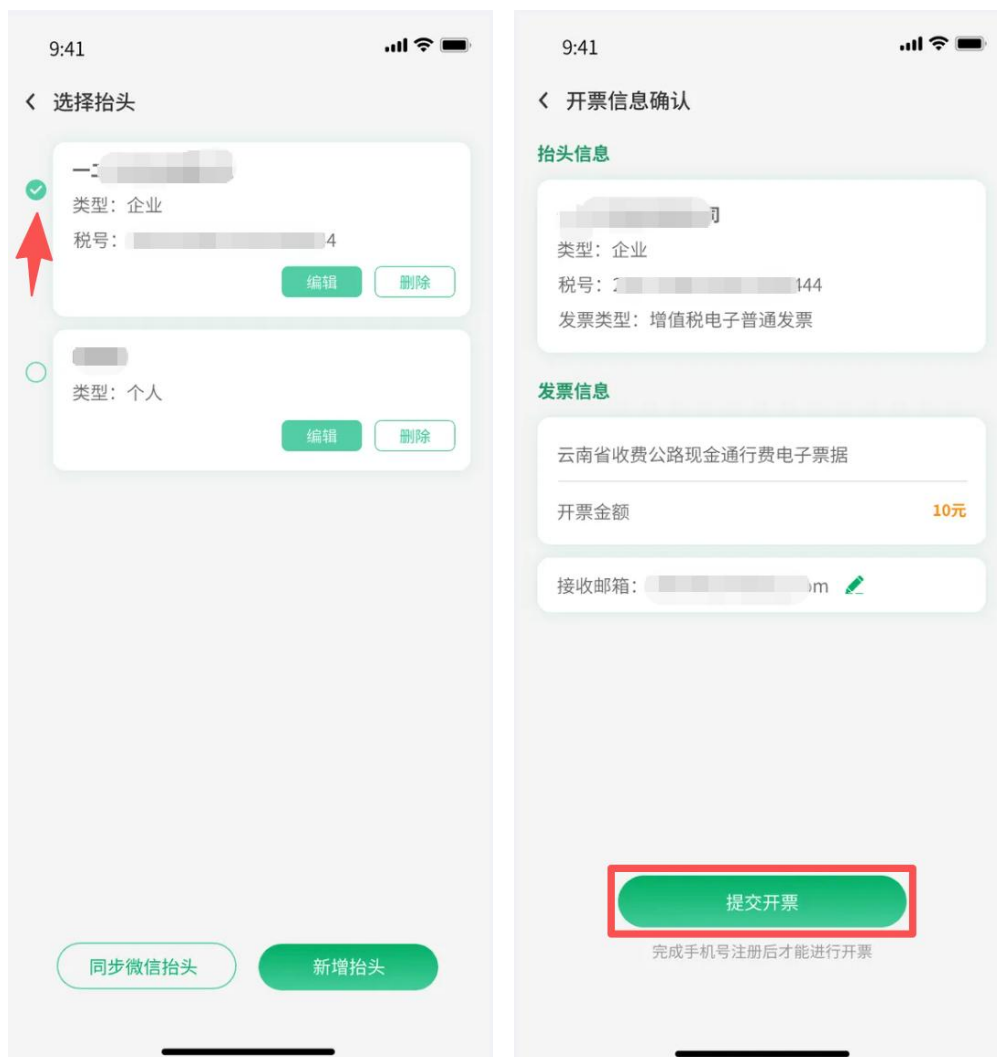 9:41
选择抬头
类型：企业
税号：4
编辑
删除
类型：个人
编辑
删除
同步微信抬头
新增抬头
9:41
开票信息确认
抬头信息
类型：企业
税号：444
发票类型：增值税电子普通发票
发票信息
云南省收费公路现金通行费电子票据
开票金额
10元
接收邮箱：m
提交开票
完成手机号注册后才能进行开票